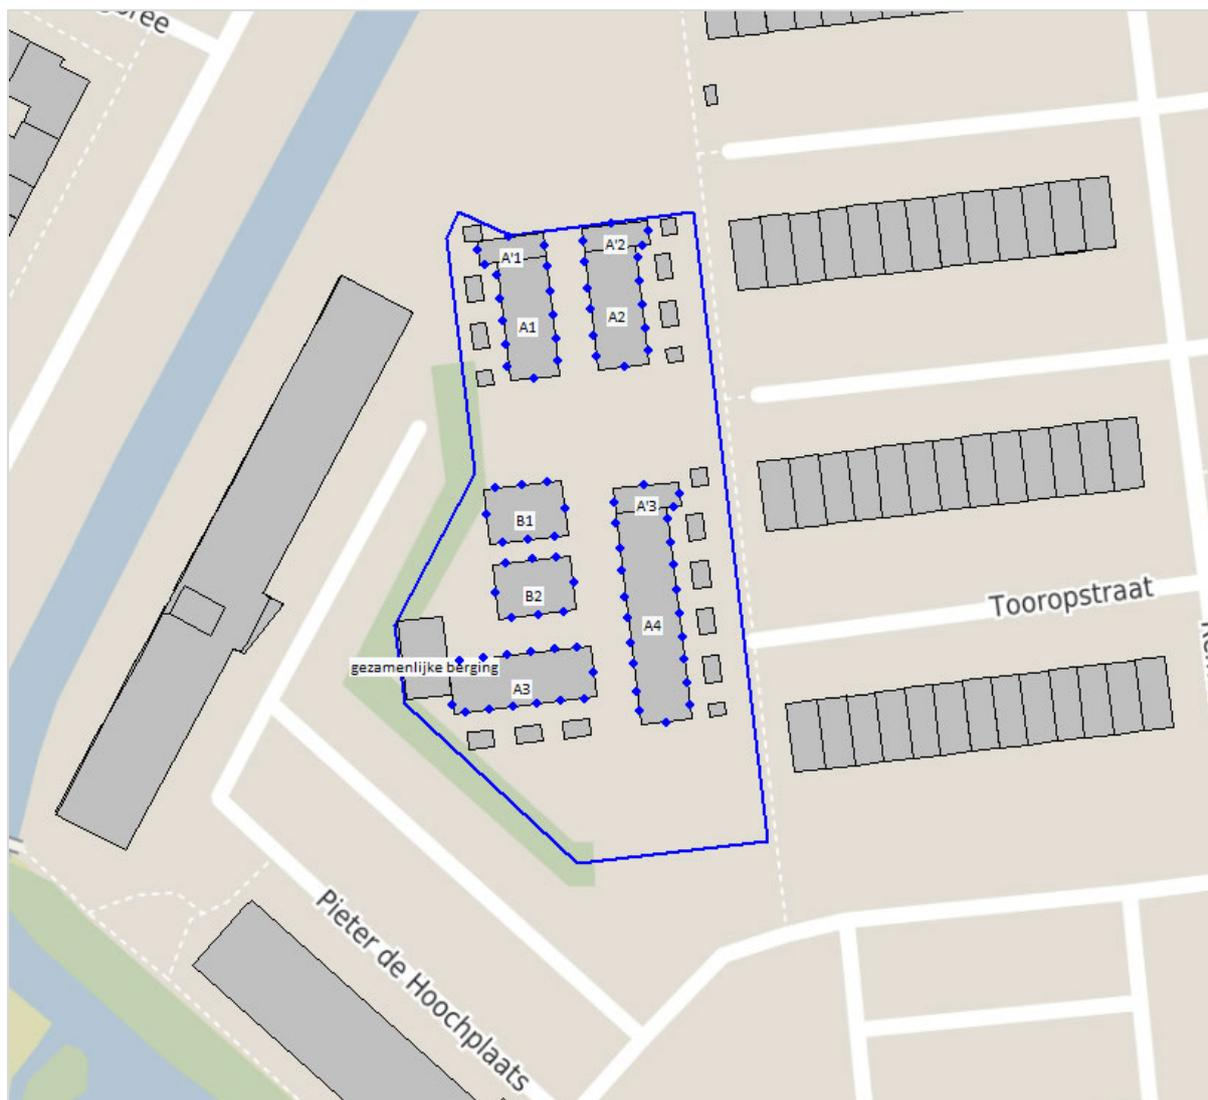 A'1
A'2
A1
A2
B1
A'3
B2
A4
gezamenlijke berging
A3
Tooropstraat
Pieter de Hoochplaats